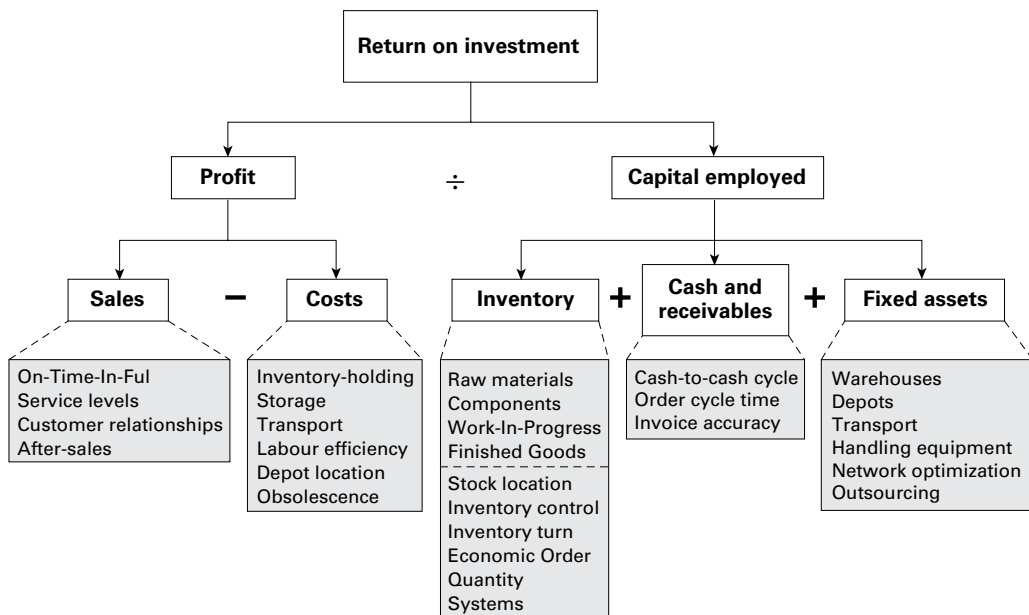 Return on investment
Profit
÷
Capital employed
Sales
–
Costs
Inventory
+
Cash and
receivables
+
Fixed assets
On-Time-In-Ful
Service levels
Customer relationships
After-sales
Inventory-holding
Storage
Transport
Labour efficiency
Depot location
Obsolescence
Raw materials
Components
Work-In-Progress
Finished Goods
Stock location
Inventory control
Inventory turn
Economic Order
Quantity
Systems
Cash-to-cash cycle
Order cycle time
Invoice accuracy
Warehouses
Depots
Transport
Handling equipment
Network optimization
Outsourcing